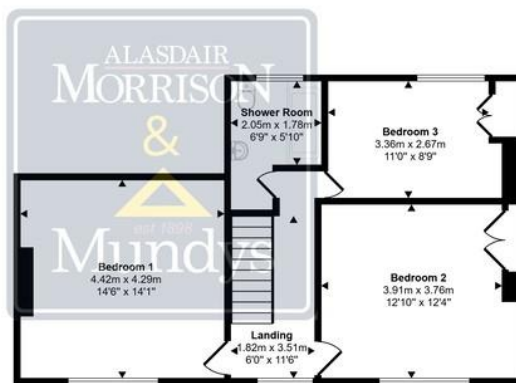 ALASDAIR
MORRISON
&
est 1898
Mundys
Shower Room
2.05m x 1.78m
6'9" x 5'10"
Bedroom 3
3.36m x 2.67m
11'0" x 8'9"
Bedroom 1
4.42m x 4.29m
14'6" x 14'1"
Bedroom 2
3.91m x 3.76m
12'10" x 12'4"
Landing
1.82m x 3.51m
6'0" x 11'6"